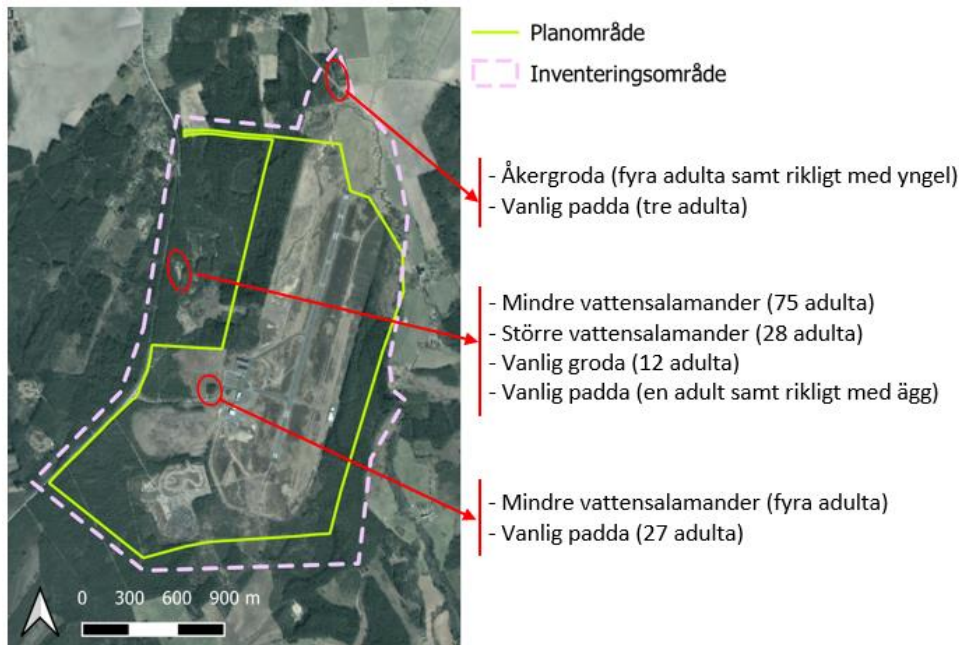 Planområde
Inventeringsområde
- Åkergroda (fyra adulta samt rikligt med yngel)
- Vanlig padda (tre adulta)
- Mindre vattensalamander (75 adulta)
- Större vattensalamander (28 adulta)
- Vanlig groda (12 adulta)
- Vanlig padda (en adult samt rikligt med ägg)
- Mindre vattensalamander (fyra adulta)
- Vanlig padda (27 adulta)
0 300 600 900 m